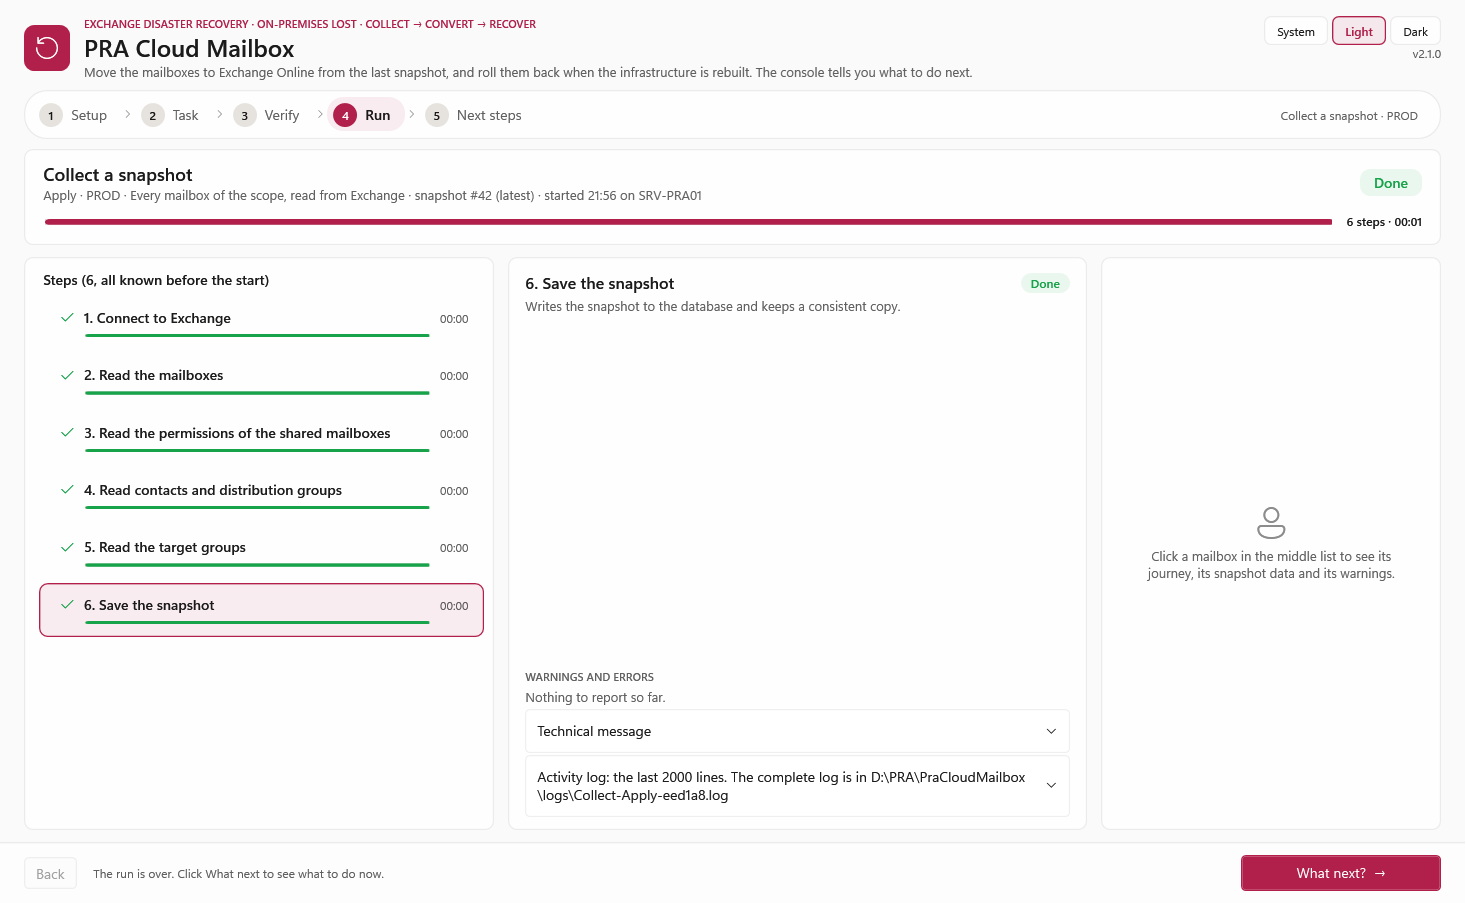 EXCHANGE DISASTER RECOVERY · ON-PREMISES LOST · COLLECT → CONVERT → RECOVER
PRA Cloud Mailbox
Move the mailboxes to Exchange Online from the last snapshot, and roll them back when the infrastructure is rebuilt. The console tells you what to do next.
System
Light
Dark
v2.1.0
1 Setup
2 Task
3 Verify
4 Run
5 Next steps
Collect a snapshot · PROD
Collect a snapshot
Apply · PROD · Every mailbox of the scope, read from Exchange · snapshot #42 (latest) · started 21:56 on SRV-PRA01
Done
6 steps · 00:01
Steps (6, all known before the start)
1. Connect to Exchange 00:00
2. Read the mailboxes 00:00
3. Read the permissions of the shared mailboxes 00:00
4. Read contacts and distribution groups 00:00
5. Read the target groups 00:00
6. Save the snapshot 00:00
6. Save the snapshot
Done
Writes the snapshot to the database and keeps a consistent copy.
WARNINGS AND ERRORS
Nothing to report so far.
Technical message
Activity log: the last 2000 lines. The complete log is in D:\PRA\PraCloudMailbox
\logs\Collect-Apply-eed1a8.log
Click a mailbox in the middle list to see its
journey, its snapshot data and its warnings.
Back
The run is over. Click What next to see what to do now.
What next? →